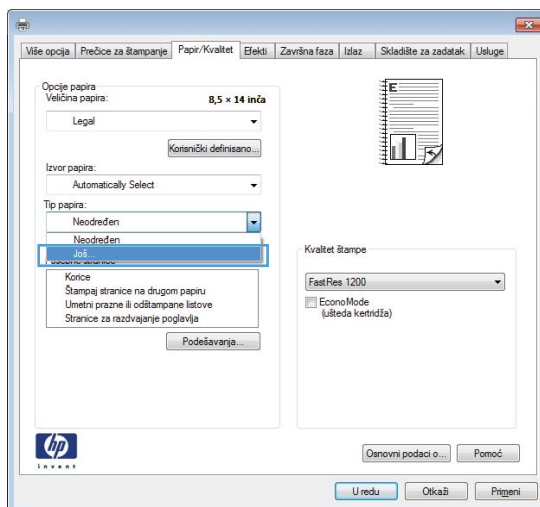 Više opcija Prečice za štampanje Papir/Kvalitet Efekti Završna faza Izlaz Skladište za zadatak Usluge
Opcije papira
Veličina papira: 8,5 × 14 inča
Legal
Korisnički definisano...
Izvor papira:
Automatically Select
Tip papira:
Neodređen
Neodređen
Još...
Posebne stranice
Korice
Štampaj stranice na drugom papiru
Umetni prazne ili odštampane listove
Stranice za razdvajanje poglavlja
Podešavanja...
E
Kvalitet štampe
FastRes 1200
EconoMode
(ušteda kertridža)
hp
invent
Osnovni podaci o... Pomoć
U redu Otkaži Primeni